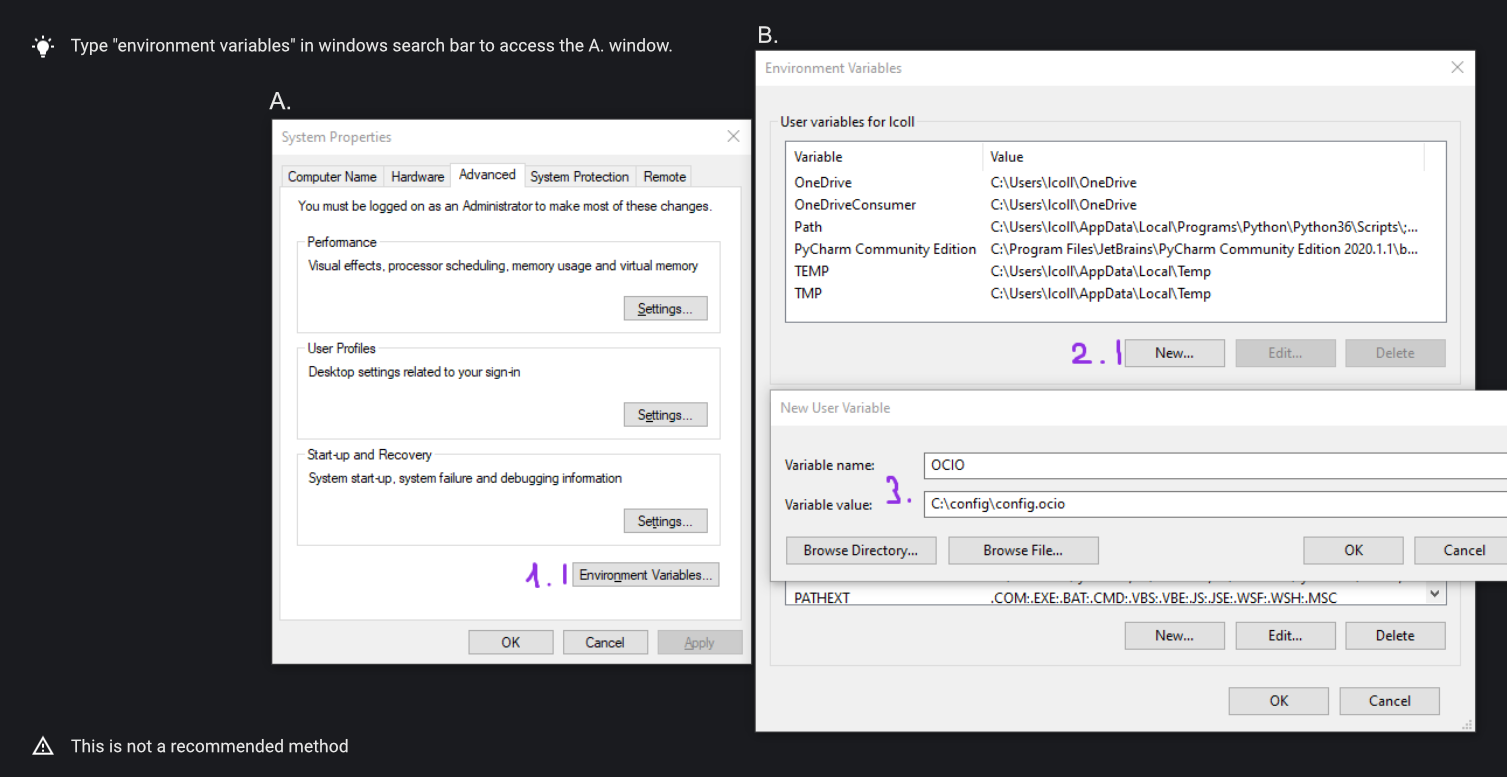 Type "environment variables" in windows search bar to access the A. window.
A.
System Properties
Computer Name Hardware Advanced System Protection Remote
You must be logged on as an Administrator to make most of these changes.
Performance
Visual effects, processor scheduling, memory usage and virtual memory
Settings...
User Profiles
Desktop settings related to your sign-in
Settings...
Start-up and Recovery
System start-up, system failure and debugging information
Settings...
1. Environment Variables...
OK Cancel Apply
B.
Environment Variables
User variables for lcoll
Variable Value
OneDrive C:\Users\lcoll\OneDrive
OneDriveConsumer C:\Users\lcoll\OneDrive
Path C:\Users\lcoll\AppData\Local\Programs\Python\Python36\Scripts\;...
PyCharm Community Edition C:\Program Files\JetBrains\PyCharm Community Edition 2020.1.1\b...
TEMP C:\Users\lcoll\AppData\Local\Temp
TMP C:\Users\lcoll\AppData\Local\Temp
2. New... Edit... Delete
New User Variable
Variable name: OCIO
3.
Variable value: C:\config\config.ocio
Browse Directory... Browse File... OK Cancel
PATHEXT .COM;.EXE;.BAT;.CMD;.VBS;.VBE;.JS;.JSE;.WSF;.WSH;.MSC
New... Edit... Delete
OK Cancel
This is not a recommended method